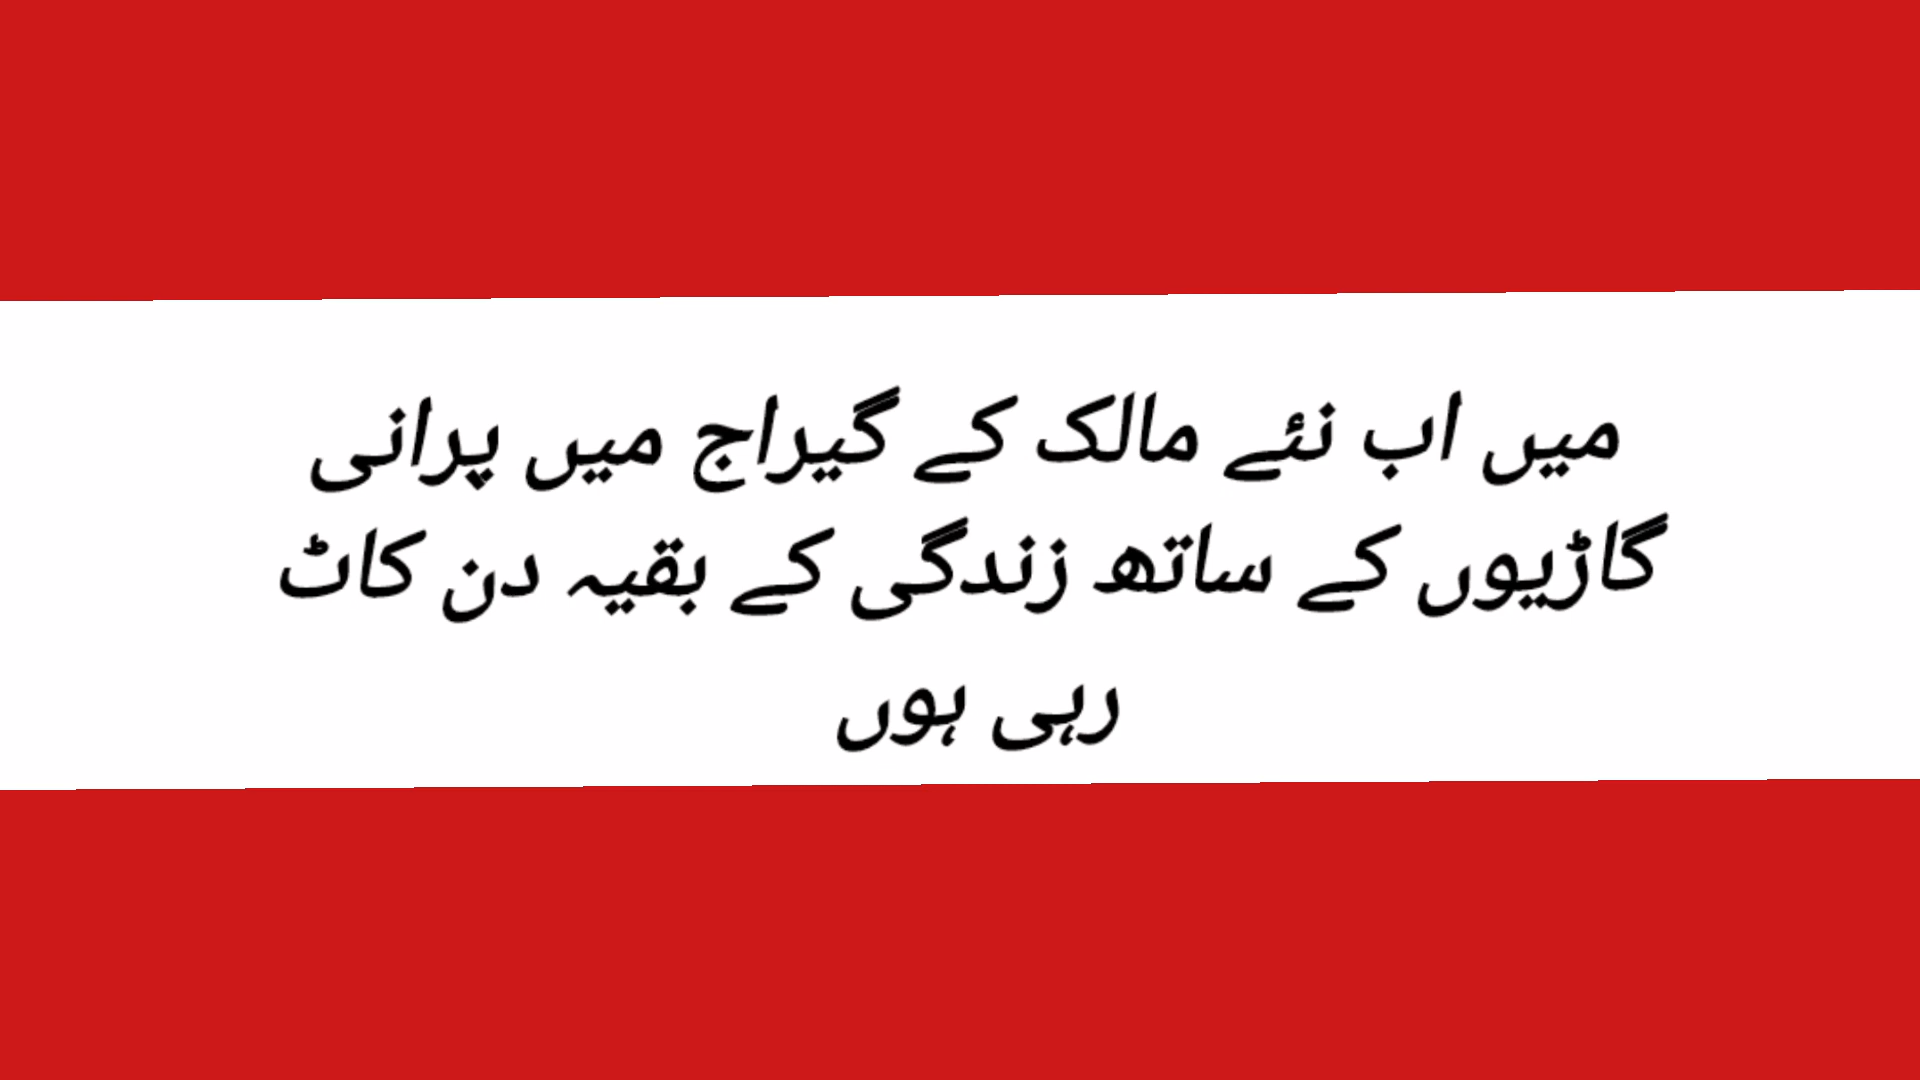 میں اب نئے مالک کے گیراج میں پرانی
گاڑیوں کے ساتھ زندگی کے بقیہ دن کاٹ
رہی ہوں